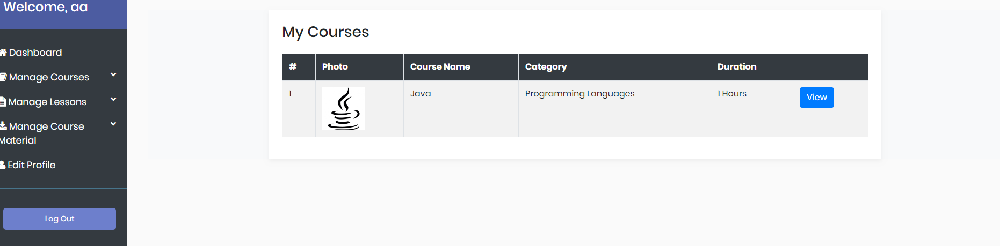 Welcome, aa
Dashboard
Manage Courses
Manage Lessons
Manage Course
Material
Edit Profile
Log Out
My Courses
# Photo Course Name Category Duration
1 Java Programming Languages 1 Hours View